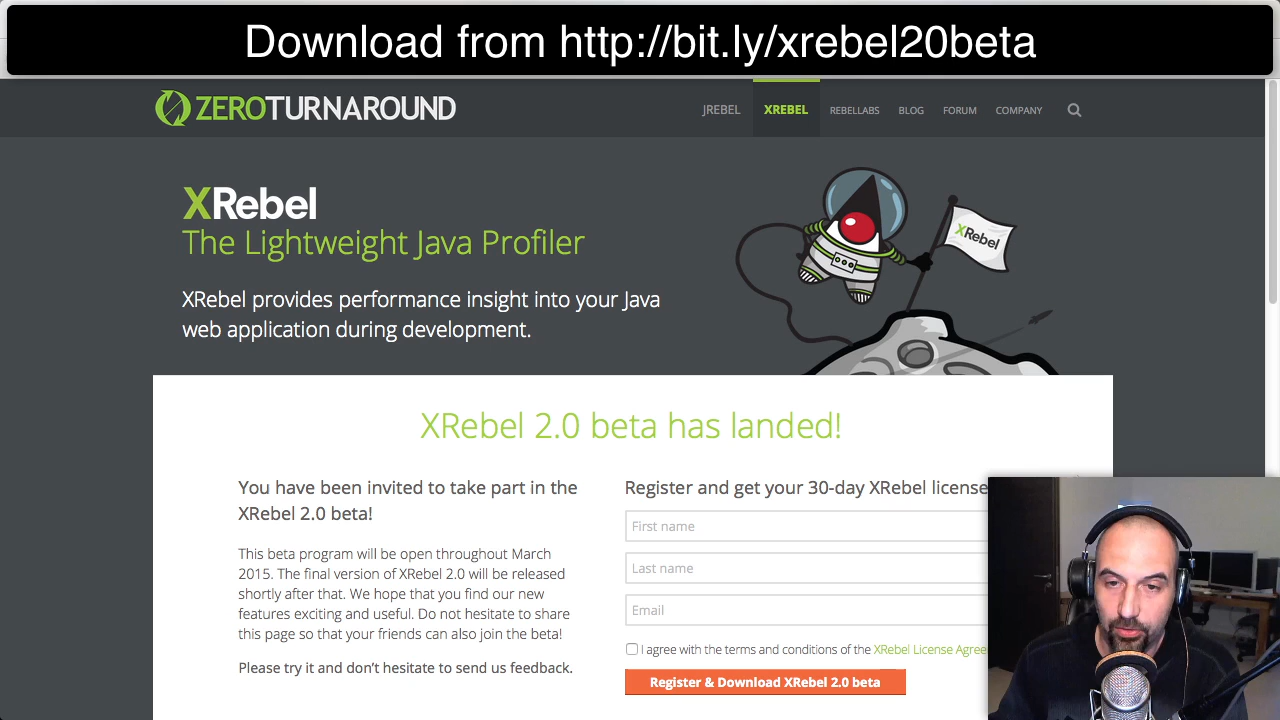 Download from http://bit.ly/xrebel20beta
ZEROTURNAROUND
JREBEL XREBEL REBELLABS BLOG FORUM COMPANY
XRebel
The Lightweight Java Profiler
XRebel provides performance insight into your Java
web application during development.
XRebel
XRebel 2.0 beta has landed!
You have been invited to take part in the
XRebel 2.0 beta!
This beta program will be open throughout March
2015. The final version of XRebel 2.0 will be released
shortly after that. We hope that you find our new
features exciting and useful. Do not hesitate to share
this page so that your friends can also join the beta!
Please try it and don't hesitate to send us feedback.
Register and get your 30-day XRebel license
First name
Last name
Email
I agree with the terms and conditions of the XRebel License Agree
Register & Download XRebel 2.0 beta